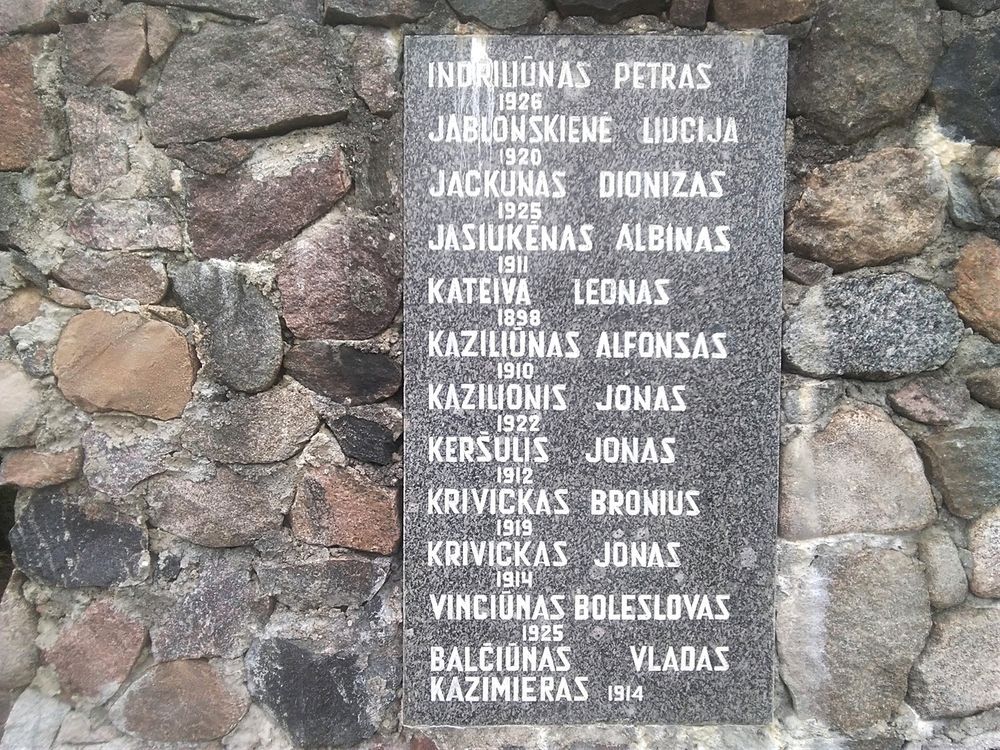 INDRILIŪNAS PETRAS
1926
JABLONSKIENĖ LIUCIJA
1920
JACKUNAS DIONIZAS
1925
JASIUKĖNAS ALBINAS
1911
KATEIVA LEONAS
1898
KAZILIŪNAS ALFONSAS
1910
KAZILIONIS JONAS
1922
KERŠULIS JONAS
1912
KRIVICKAS BRONIUS
1919
KRIVICKAS JONAS
1914
VINCIŪNAS BOLESLOVAS
1925
BALČIŪNAS VLADAS
KAZIMIERAS 1914